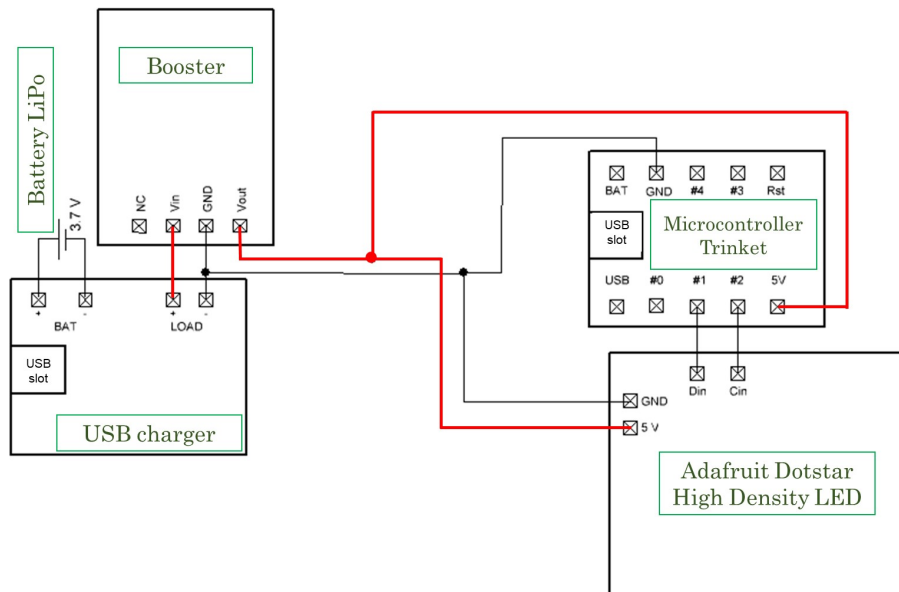 Booster
Battery LiPo
3.7 V
NC
Vin
GND
Vout
+
-
BAT
+
-
LOAD
USB
slot
USB charger
BAT
GND
#4
#3
Rst
USB
slot
Microcontroller
Trinket
USB
#0
#1
#2
5V
Din
Cin
GND
5 V
Adafruit Dotstar
High Density LED